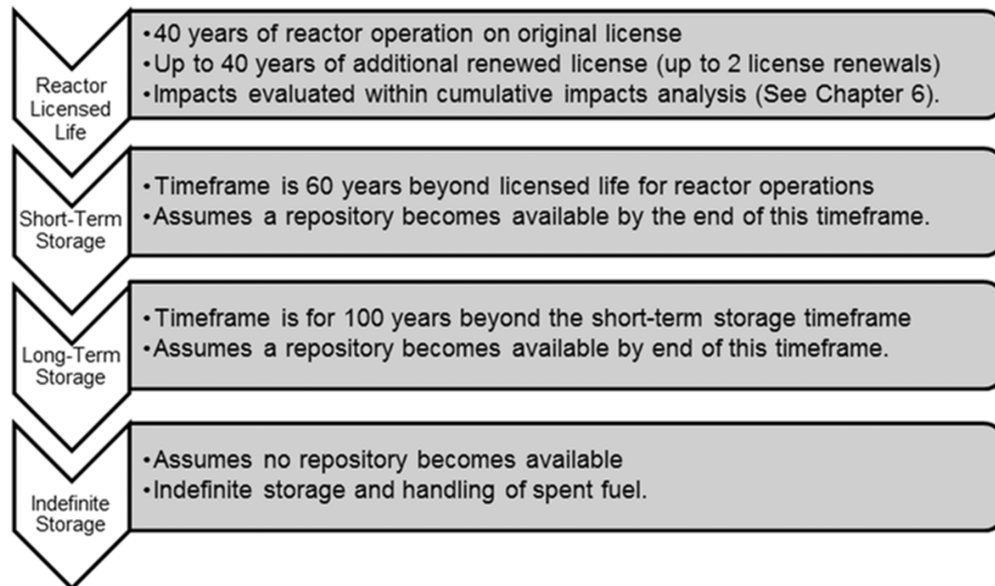 Reactor
Licensed
Life
•40 years of reactor operation on original license
•Up to 40 years of additional renewed license (up to 2 license renewals)
•Impacts evaluated within cumulative impacts analysis (See Chapter 6).
Short-Term
Storage
•Timeframe is 60 years beyond licensed life for reactor operations
•Assumes a repository becomes available by the end of this timeframe.
Long-Term
Storage
•Timeframe is for 100 years beyond the short-term storage timeframe
•Assumes a repository becomes available by end of this timeframe.
Indefinite
Storage
•Assumes no repository becomes available
•Indefinite storage and handling of spent fuel.